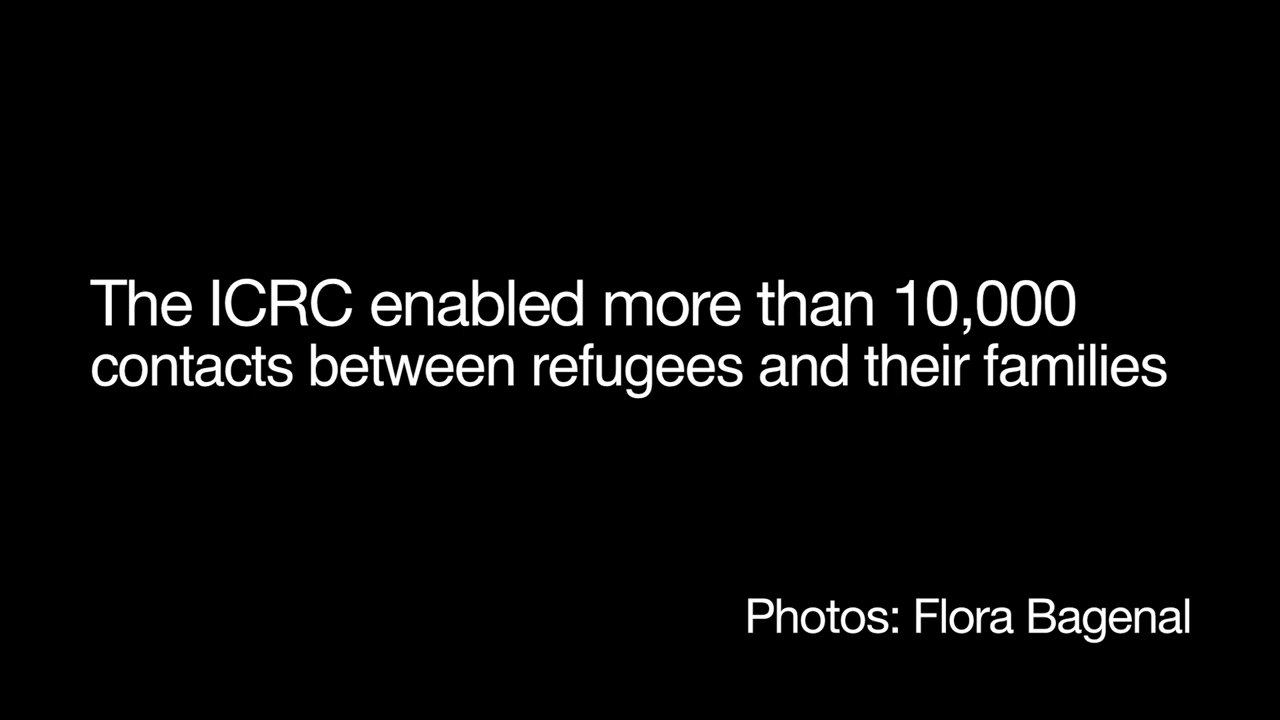 The ICRC enabled more than 10,000
contacts between refugees and their families
Photos: Flora Bagenal